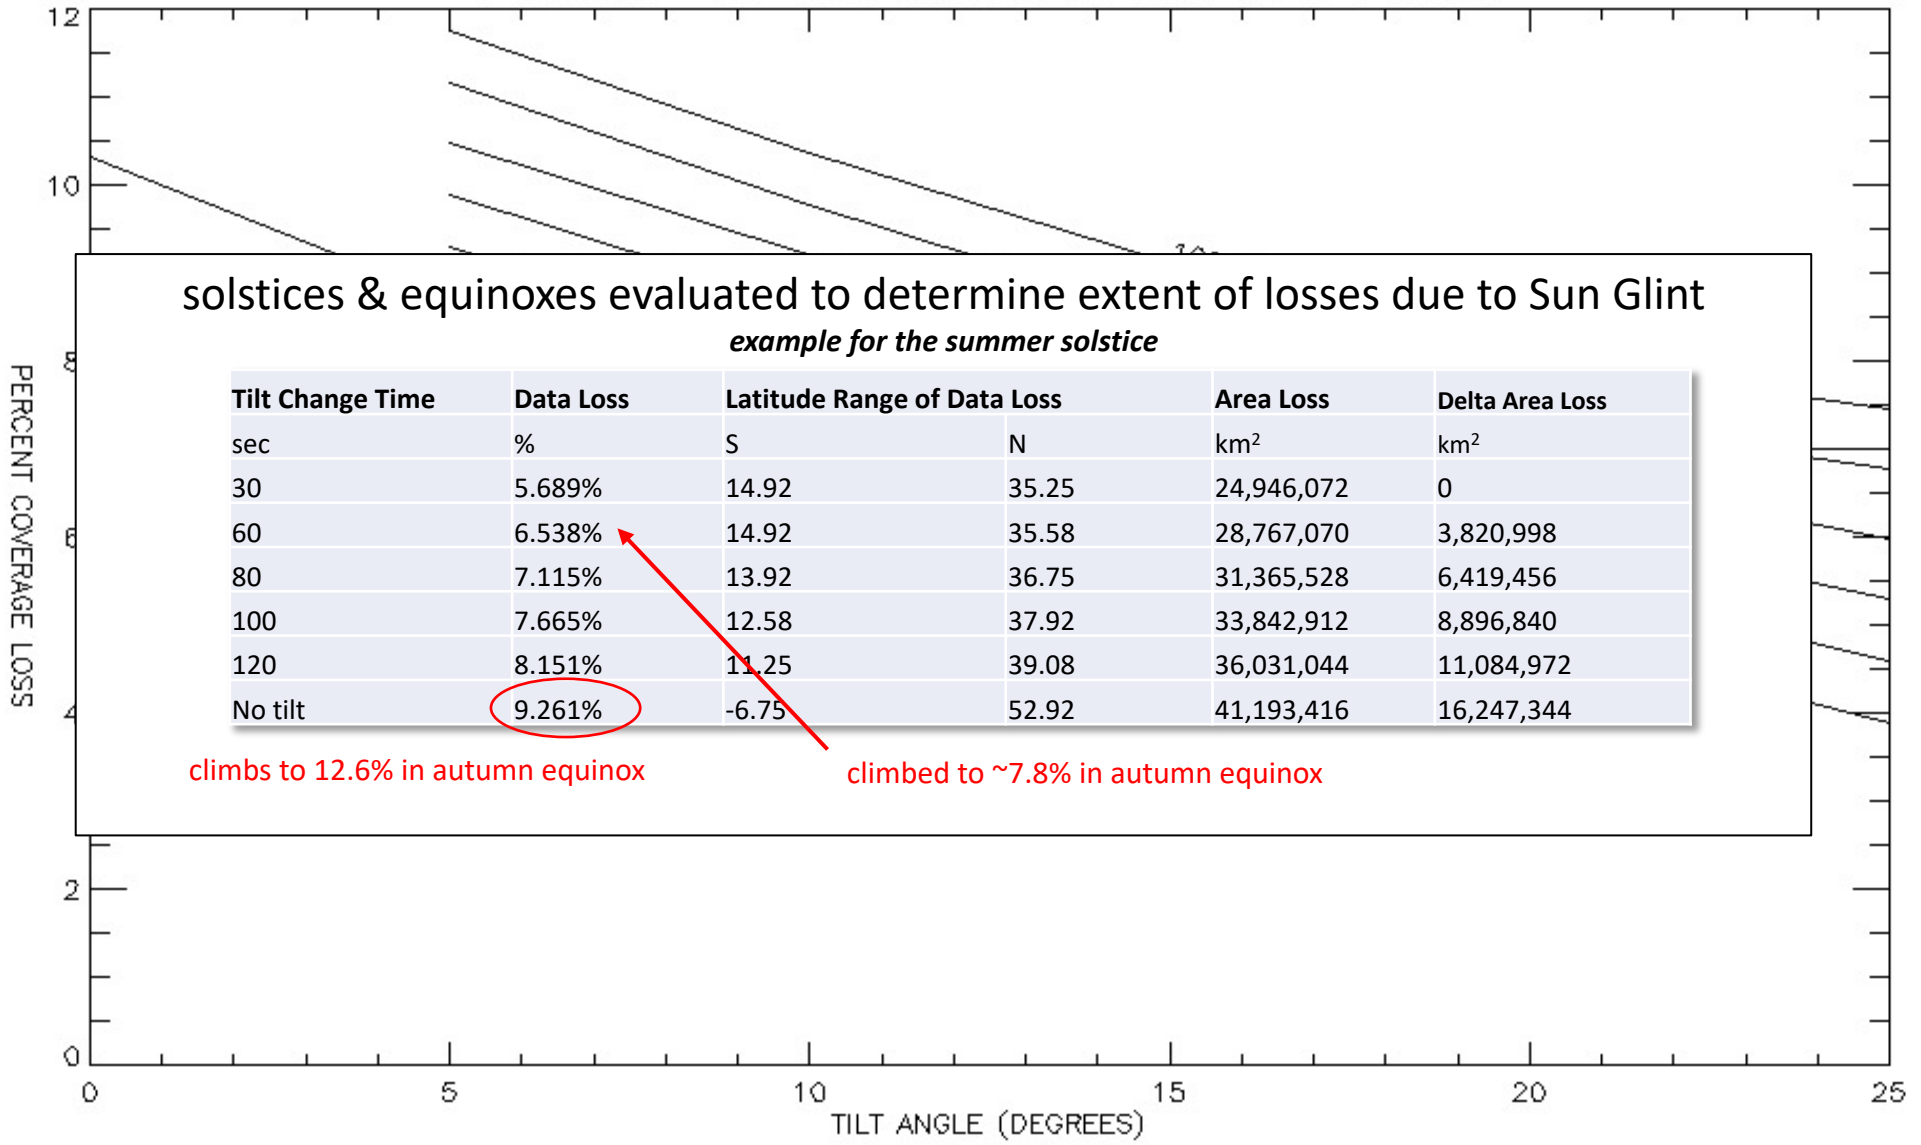 12
10
8
6
4
2
0
PERCENT COVERAGE LOSS
solstices & equinoxes evaluated to determine extent of losses due to Sun Glint
example for the summer solstice
Tilt Change Time Data Loss Latitude Range of Data Loss Area Loss Delta Area Loss
sec % S N km² km²
30 5.689% 14.92 35.25 24,946,072 0
60 6.538% 14.92 35.58 28,767,070 3,820,998
80 7.115% 13.92 36.75 31,365,528 6,419,456
100 7.665% 12.58 37.92 33,842,912 8,896,840
120 8.151% 11.25 39.08 36,031,044 11,084,972
No tilt 9.261% -6.75 52.92 41,193,416 16,247,344
climbs to 12.6% in autumn equinox
climbed to ~7.8% in autumn equinox
0 5 10 15 20 25
TILT ANGLE (DEGREES)